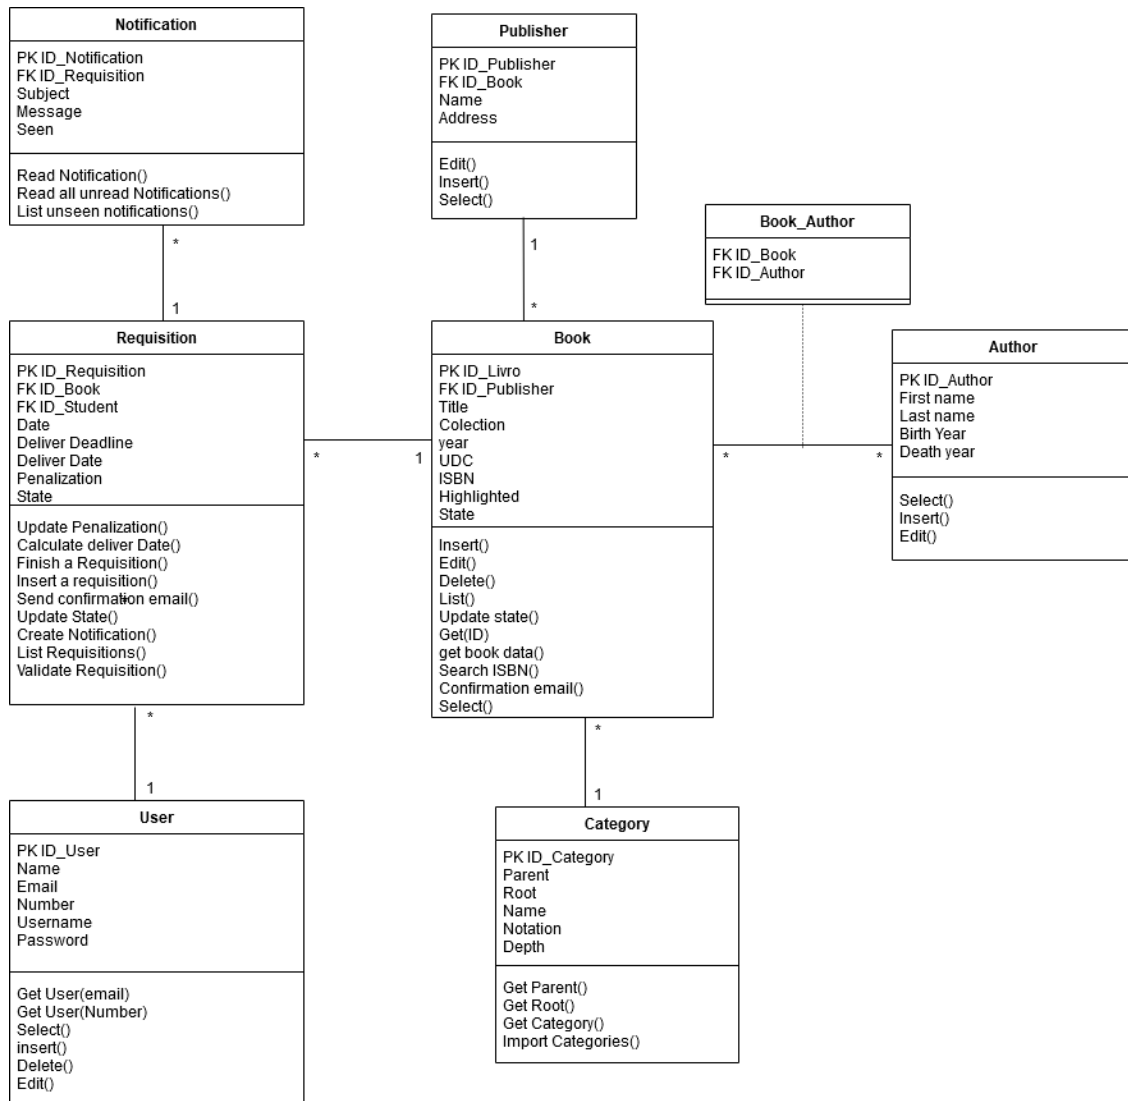 Notification
PK ID_Notification
FK ID_Requisition
Subject
Message
Seen
Read Notification()
Read all unread Notifications()
List unseen notifications()
*
1
Publisher
PK ID_Publisher
FK ID_Book
Name
Address
Edit()
Insert()
Select()
1
*
Book_Author
FK ID_Book
FK ID_Author
Requisition
PK ID_Requisition
FK ID_Book
FK ID_Student
Date
Deliver Deadline
Deliver Date
Penalization
State
Update Penalization()
Calculate deliver Date()
Finish a Requisition()
Insert a requisition()
Send confirmation email()
Update State()
Create Notification()
List Requisitions()
Validate Requisition()
*
1
Book
PK ID_Livro
FK ID_Publisher
Title
Colection
year
UDC
ISBN
Highlighted
State
Insert()
Edit()
Delete()
List()
Update state()
Get(ID)
get book data()
Search ISBN()
Confirmation email()
Select()
*
*
Author
PK ID_Author
First name
Last name
Birth Year
Death year
Select()
Insert()
Edit()
*
1
User
PK ID_User
Name
Email
Number
Username
Password
Get User(email)
Get User(Number)
Select()
insert()
Delete()
Edit()
*
1
Category
PK ID_Category
Parent
Root
Name
Notation
Depth
Get Parent()
Get Root()
Get Category()
Import Categories()